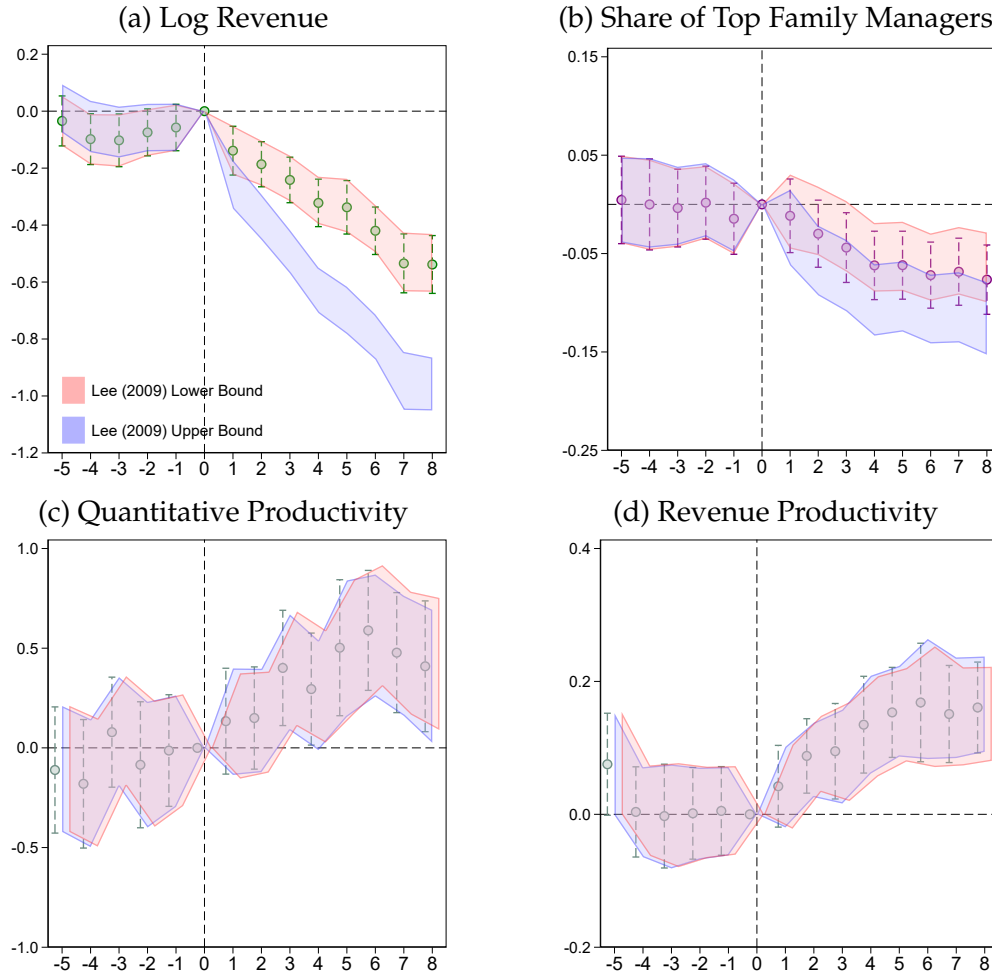 (a) Log Revenue
0.2
0.0
-0.2
-0.4
-0.6
-0.8
-1.0
-1.2
Lee (2009) Lower Bound
Lee (2009) Upper Bound
-5 -4 -3 -2 -1 0 1 2 3 4 5 6 7 8
(b) Share of Top Family Managers
0.15
0.05
-0.05
-0.15
-0.25
-5 -4 -3 -2 -1 0 1 2 3 4 5 6 7 8
(c) Quantitative Productivity
1.0
0.5
0.0
-0.5
-1.0
-5 -4 -3 -2 -1 0 1 2 3 4 5 6 7 8
(d) Revenue Productivity
0.4
0.2
0.0
-0.2
-5 -4 -3 -2 -1 0 1 2 3 4 5 6 7 8